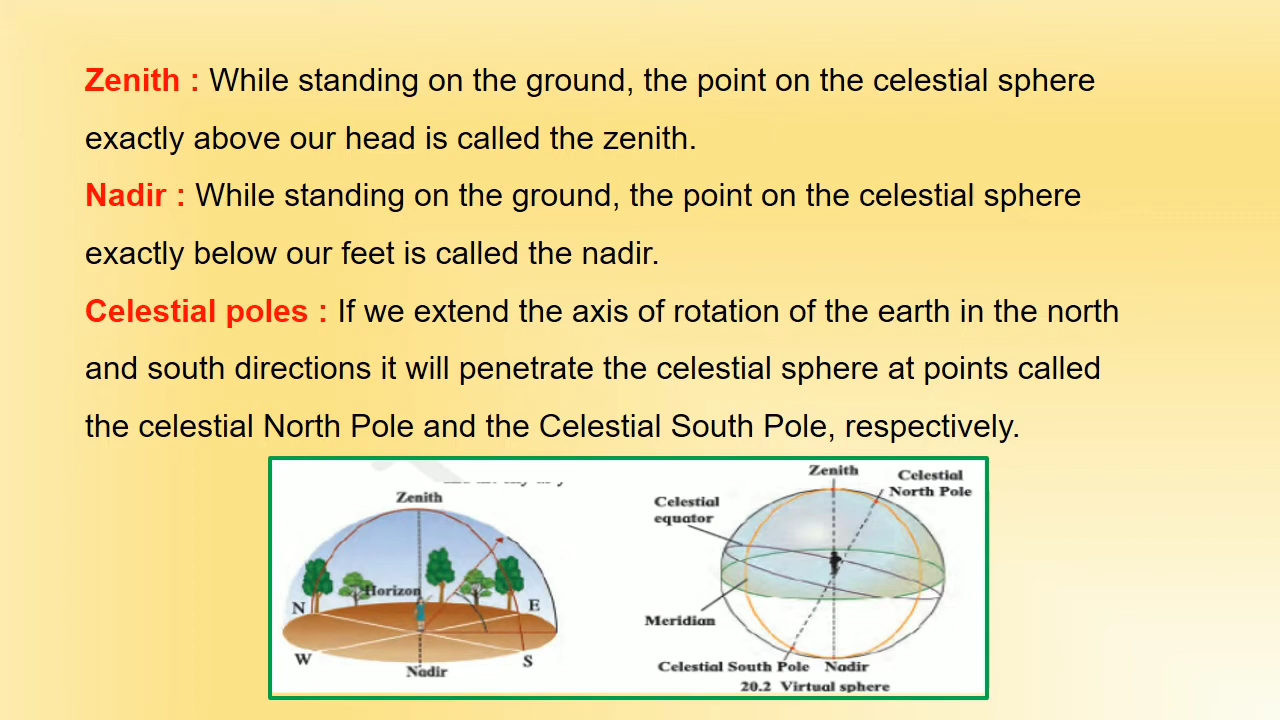 Zenith : While standing on the ground, the point on the celestial sphere
exactly above our head is called the zenith.
Nadir : While standing on the ground, the point on the celestial sphere
exactly below our feet is called the nadir.
Celestial poles : If we extend the axis of rotation of the earth in the north
and south directions it will penetrate the celestial sphere at points called
the celestial North Pole and the Celestial South Pole, respectively.
Zenith
Horizon
N
E
W
S
Nadir
Zenith
Celestial
North Pole
Celestial
equator
Meridian
Celestial South Pole
Nadir
20.2 Virtual sphere